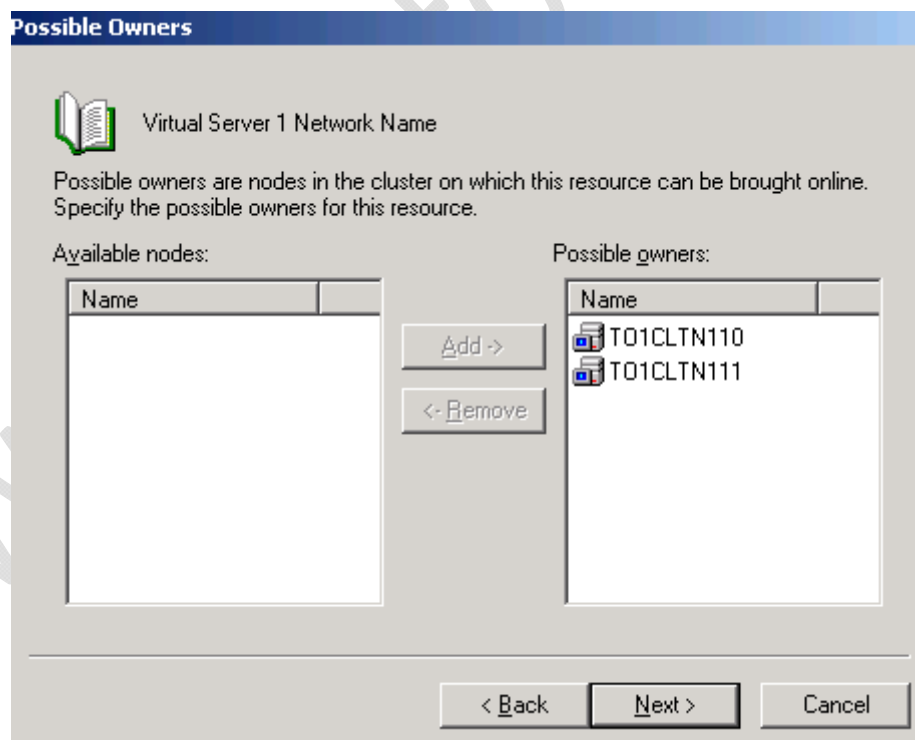 Possible Owners
Virtual Server 1 Network Name
Possible owners are nodes in the cluster on which this resource can be brought online.
Specify the possible owners for this resource.
Available nodes:
Possible owners:
Name
Name
Add ->
TO1CLTN110
TO1CLTN111
<- Remove
< Back
Next >
Cancel